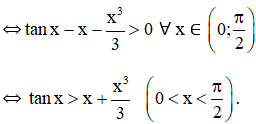 ⇔ tan x − x − x³/3 > 0 ∀ x ∈ (0; π/2)
⇔ tan x > x + x³/3 (0 < x < π/2).